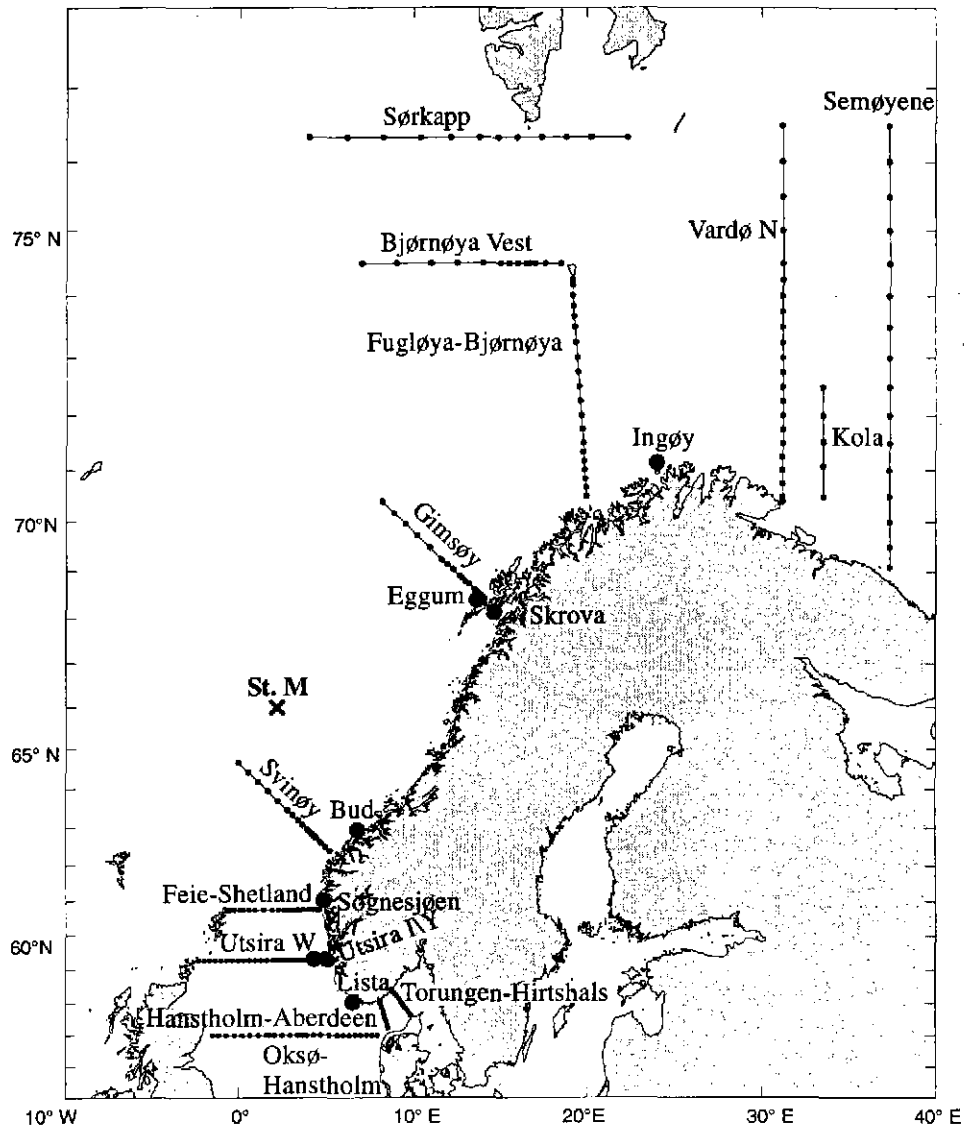 Semøyene
Sørkapp
Vardø N
75° N
Bjørnøya Vest
Fugløya-Bjørnøya
Ingøy
Kola
70° N
Gimsøy
Eggum
Skrova
St. M
65° N
Svinøy
Bud
Feie-Shetland
Sognesjøen
60°N
Utsira W
Utsira I\Y
Lista
Torungen-Hirtshals
Hanstholm-Aberdeen
Oksø-
Hanstholm
10° W
0°
10° E
20° E
30° E
40° E